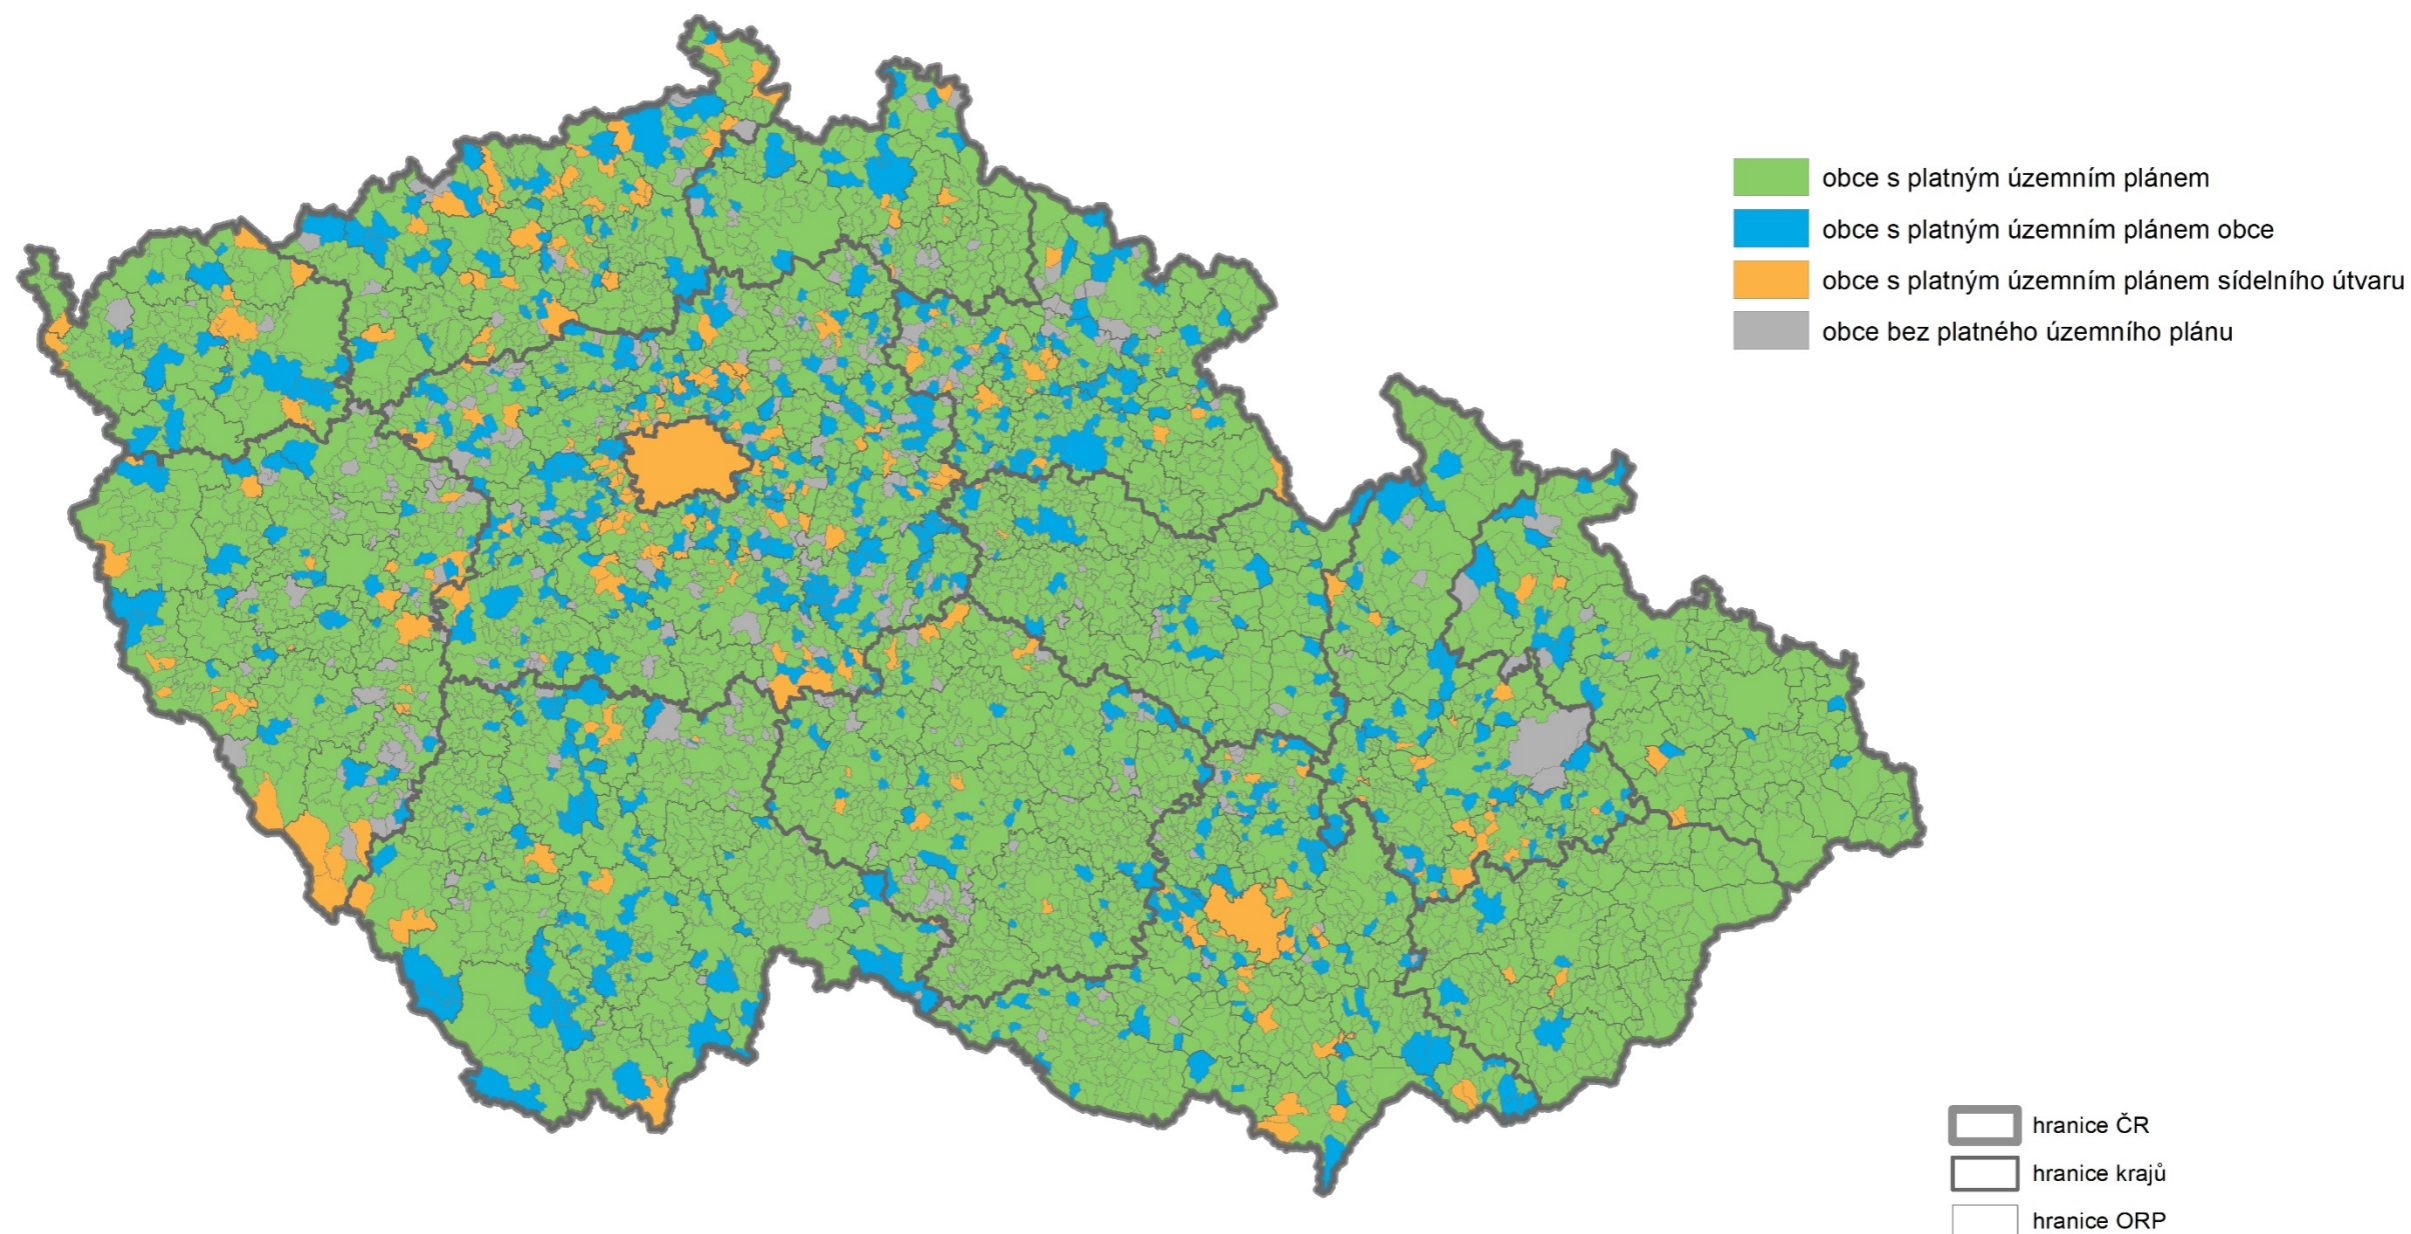 obce s platným územním plánem
obce s platným územním plánem obce
obce s platným územním plánem sídelního útvaru
obce bez platného územního plánu
hranice ČR
hranice krajů
hranice ORP